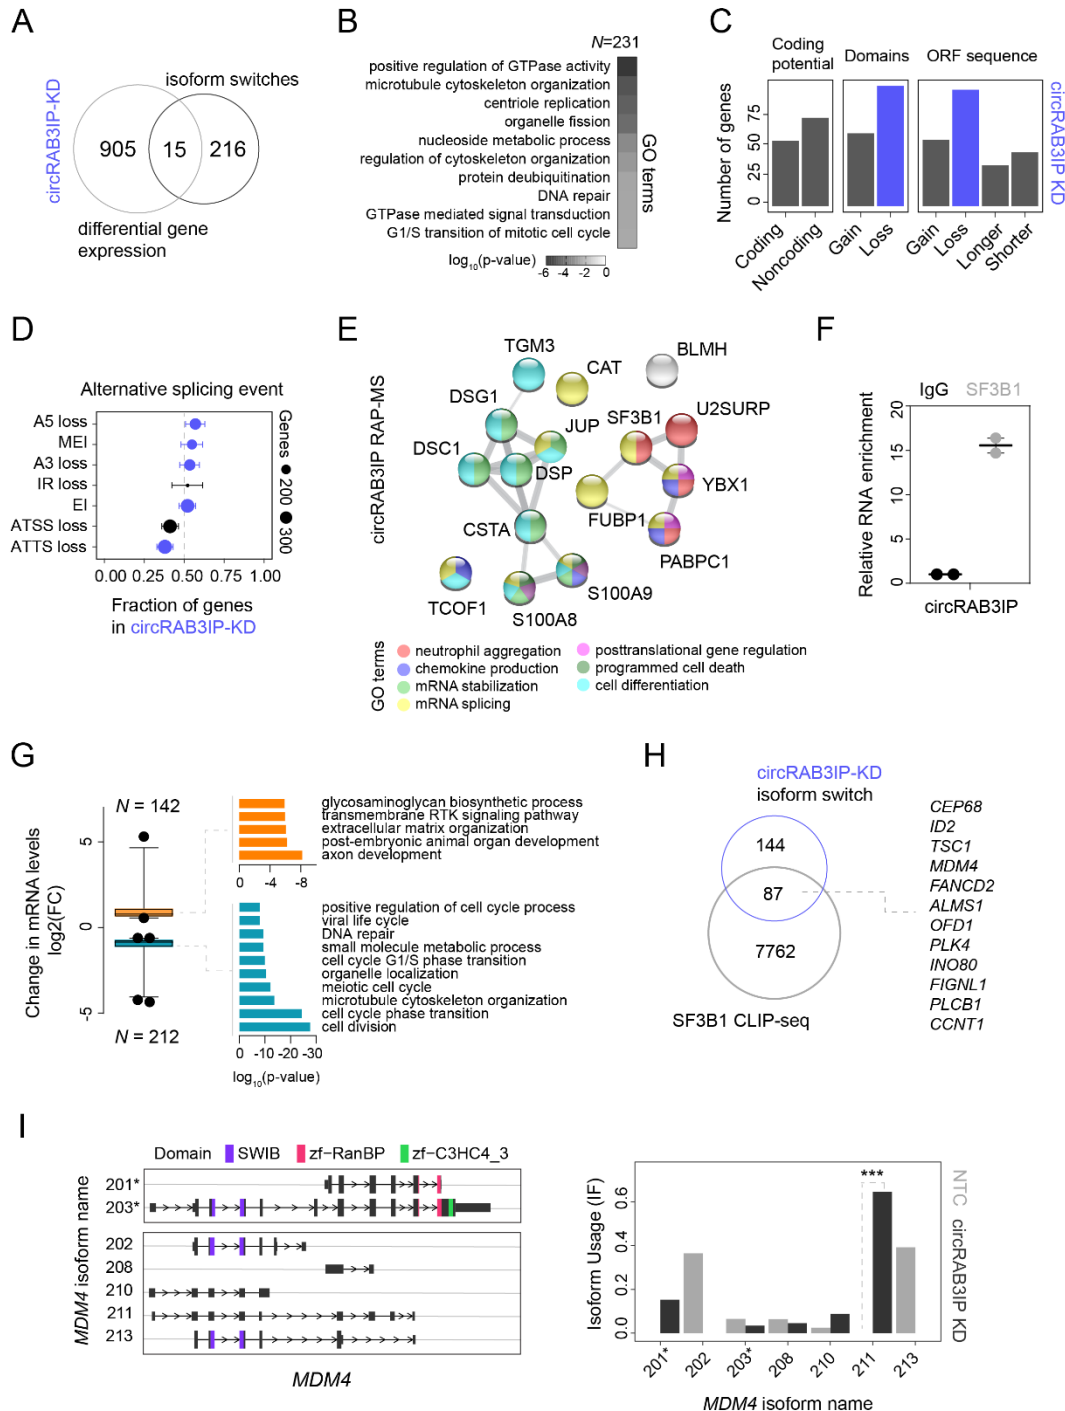 A
isoform switches
905
15
216
circRAB3IP-KD
differential gene
expression
B
N=231
positive regulation of GTPase activity
microtubule cytoskeleton organization
centriole replication
organelle fission
nucleoside metabolic process
regulation of cytoskeleton organization
protein deubiquitination
DNA repair
GTPase mediated signal transduction
G1/S transition of mitotic cell cycle
GO terms
log10(p-value)
-6 -4 -2 0
C
Coding
potential
Domains
ORF sequence
Number of genes
75
50
25
0
Coding
Noncoding
Gain
Loss
Gain
Loss
Longer
Shorter
circRAB3IP KD
D
Alternative splicing event
A5 loss
MEI
A3 loss
IR loss
EI
ATSS loss
ATTS loss
0.00 0.25 0.50 0.75 1.00
Fraction of genes
in circRAB3IP-KD
Genes
200
300
E
circRAB3IP RAP-MS
TGM3
CAT
BLMH
DSG1
JUP
SF3B1
U2SURP
DSC1
DSP
YBX1
FUBP1
CSTA
PABPC1
TCOF1
S100A9
S100A8
GO terms
neutrophil aggregation
chemokine production
mRNA stabilization
mRNA splicing
posttranslational gene regulation
programmed cell death
cell differentiation
F
IgG SF3B1
Relative RNA enrichment
20
15
10
5
0
circRAB3IP
G
N = 142
Change in mRNA levels
log2(FC)
5
0
-5
N = 212
glycosaminoglycan biosynthetic process
transmembrane RTK signaling pathway
extracellular matrix organization
post-embryonic animal organ development
axon development
0 -4 -8
positive regulation of cell cycle process
viral life cycle
DNA repair
small molecule metabolic process
cell cycle G1/S phase transition
organelle localization
meiotic cell cycle
microtubule cytoskeleton organization
cell cycle phase transition
cell division
0 -10 -20 -30
log10(p-value)
H
circRAB3IP-KD
isoform switch
144
87
7762
SF3B1 CLIP-seq
CEP68
ID2
TSC1
MDM4
FANCD2
ALMS1
OFD1
PLK4
INO80
FIGNL1
PLCB1
CCNT1
I
Domain SWIB zf-RanBP zf-C3HC4_3
MDM4 isoform name
201*
203*
202
208
210
211
213
MDM4
Isoform Usage (IF)
0.6
0.4
0.2
0.0
***
201*
202
203*
208
210
211
213
MDM4 isoform name
NTC circRAB3IP KD